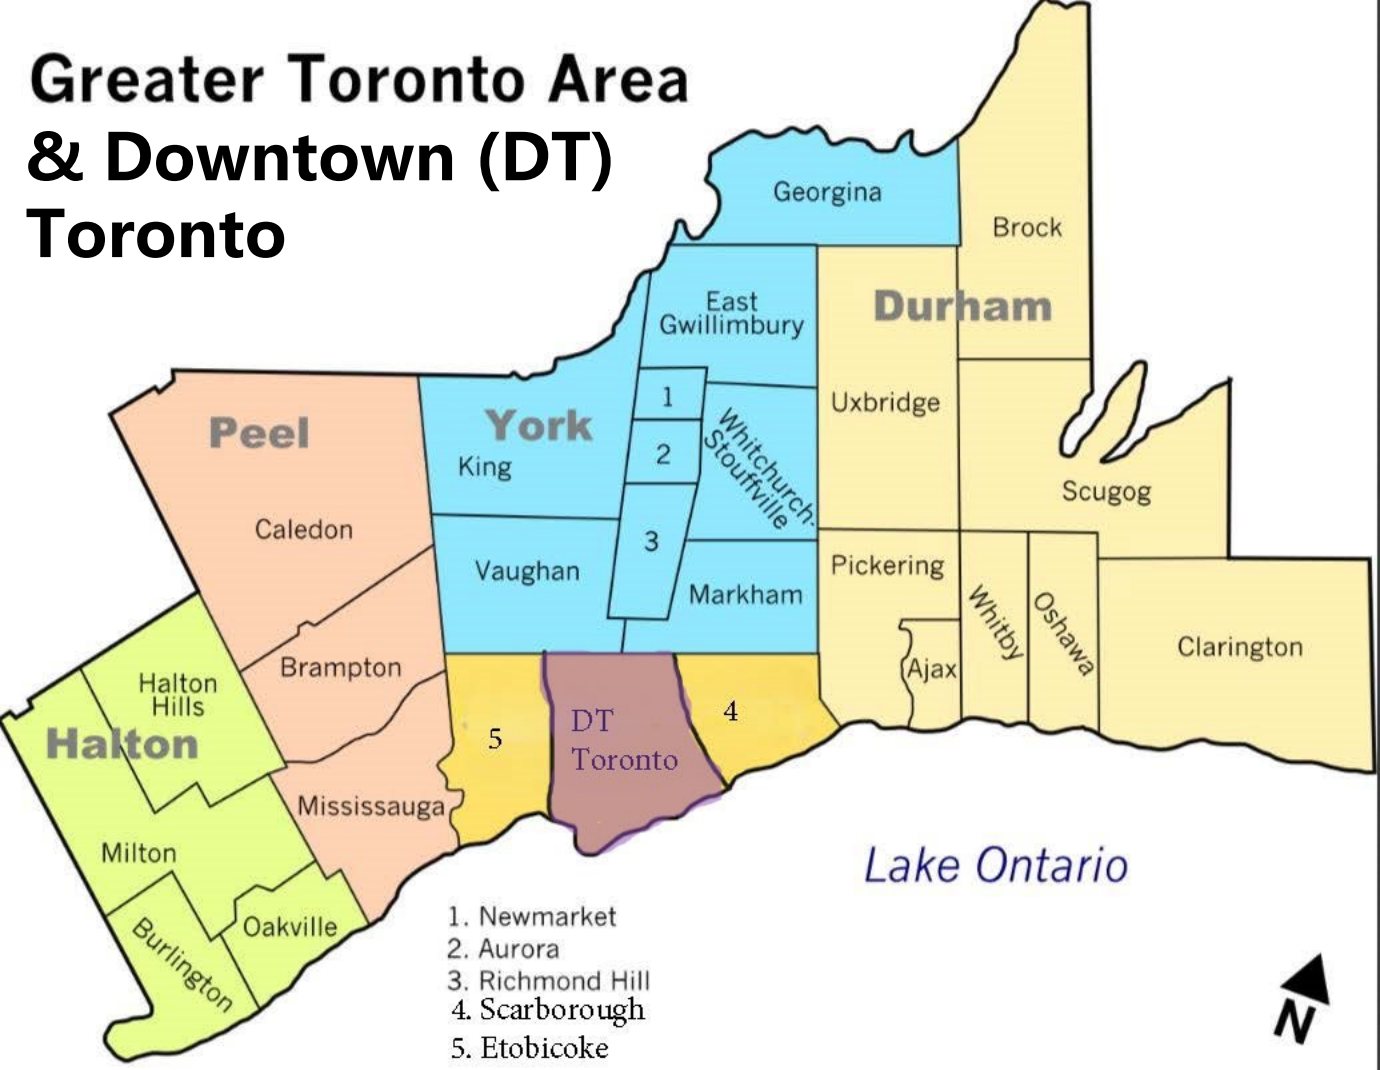 Greater Toronto Area
& Downtown (DT)
Toronto
Georgina
Brock
East
Gwillimbury
Durham
1
Uxbridge
Peel
York
Whitchurch-
Stouffville
2
King
Scugog
Caledon
3
Vaughan
Pickering
Markham
Whitby
Oshawa
Clarington
Brampton
Ajax
Halton
Hills
Halton
5
DT
Toronto
4
Mississauga
Milton
Lake Ontario
Burlington
Oakville
1. Newmarket
2. Aurora
3. Richmond Hill
4. Scarborough
5. Etobicoke
N